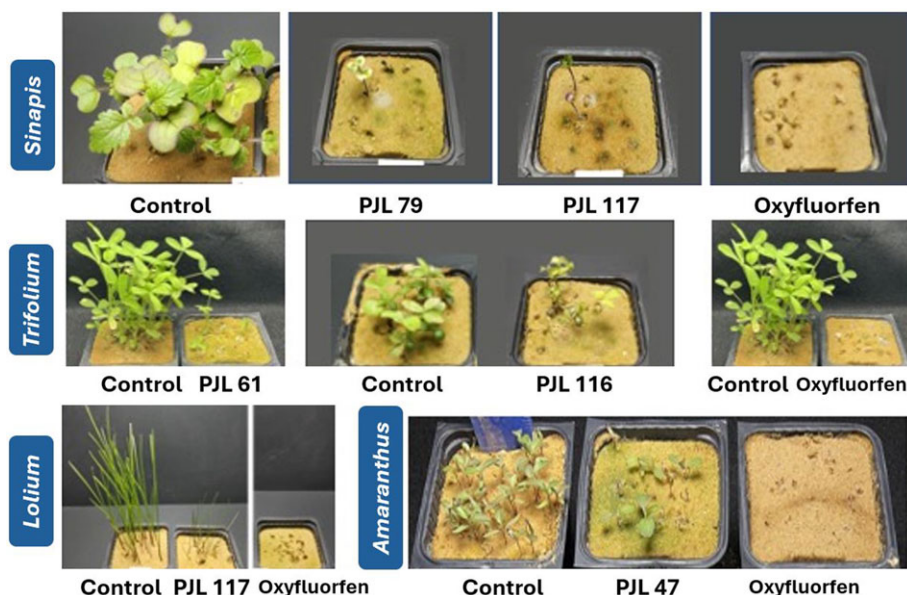 Sinapis
Control PJL 79 PJL 117 Oxyfluorfen
Trifolium
Control PJL 61 Control PJL 116 Control Oxyfluorfen
Lolium
Amaranthus
Control PJL 117 Oxyfluorfen Control PJL 47 Oxyfluorfen